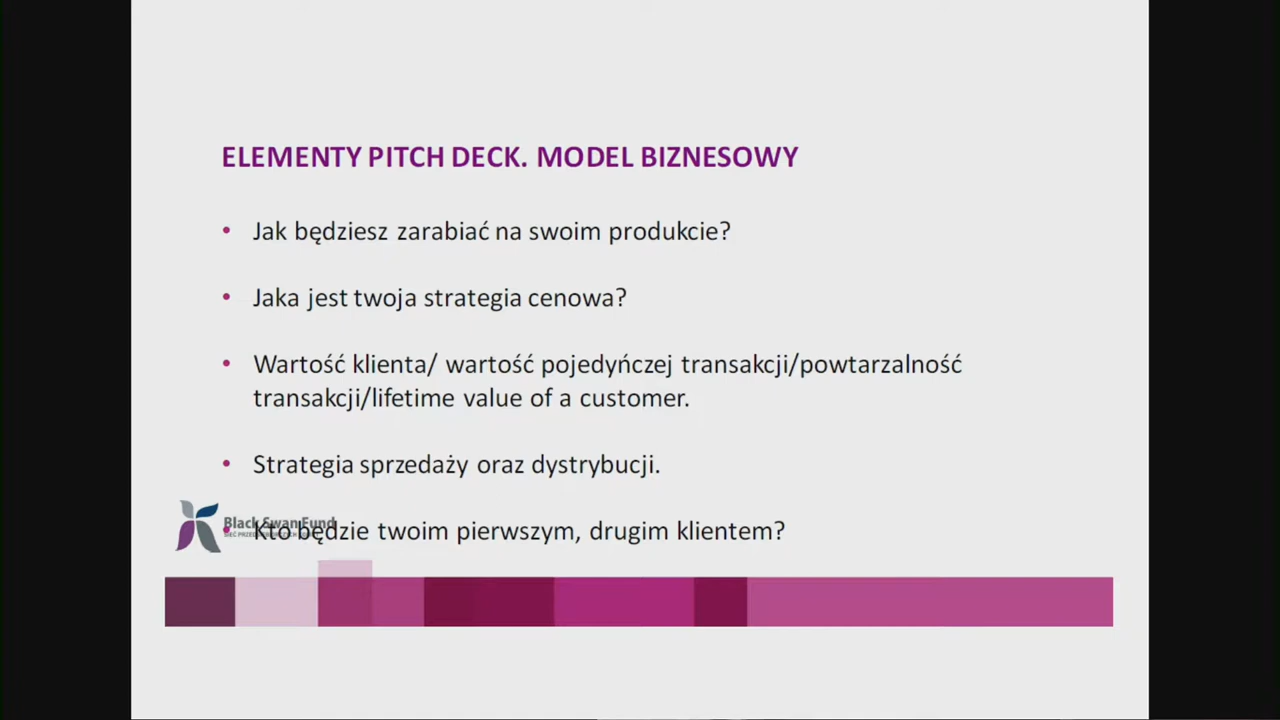 ELEMENTY PITCH DECK. MODEL BIZNESOWY
• Jak będziesz zarabiać na swoim produkcie?
• Jaka jest twoja strategia cenowa?
• Wartość klienta/ wartość pojedyńczej transakcji/powtarzalność
transakcji/lifetime value of a customer.
• Strategia sprzedaży oraz dystrybucji.
Black Swan Fund
• Kto będzie twoim pierwszym, drugim klientem?